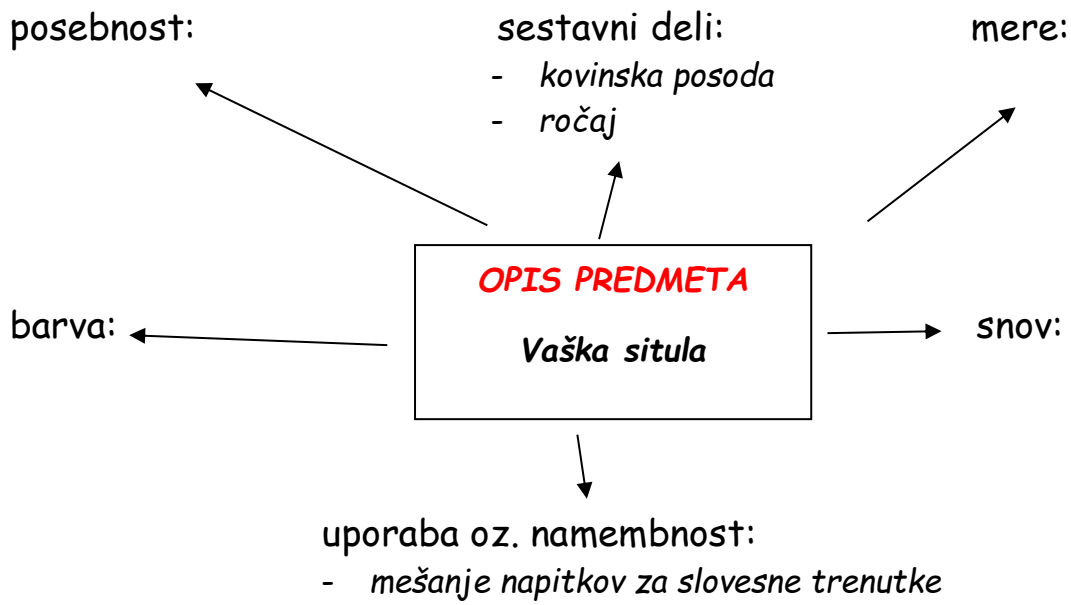 posebnost:
sestavni deli:
- kovinska posoda
- ročaj
mere:
OPIS PREDMETA
Vaška situla
barva:
snov:
uporaba oz. namembnost:
- mešanje napitkov za slovesne trenutke